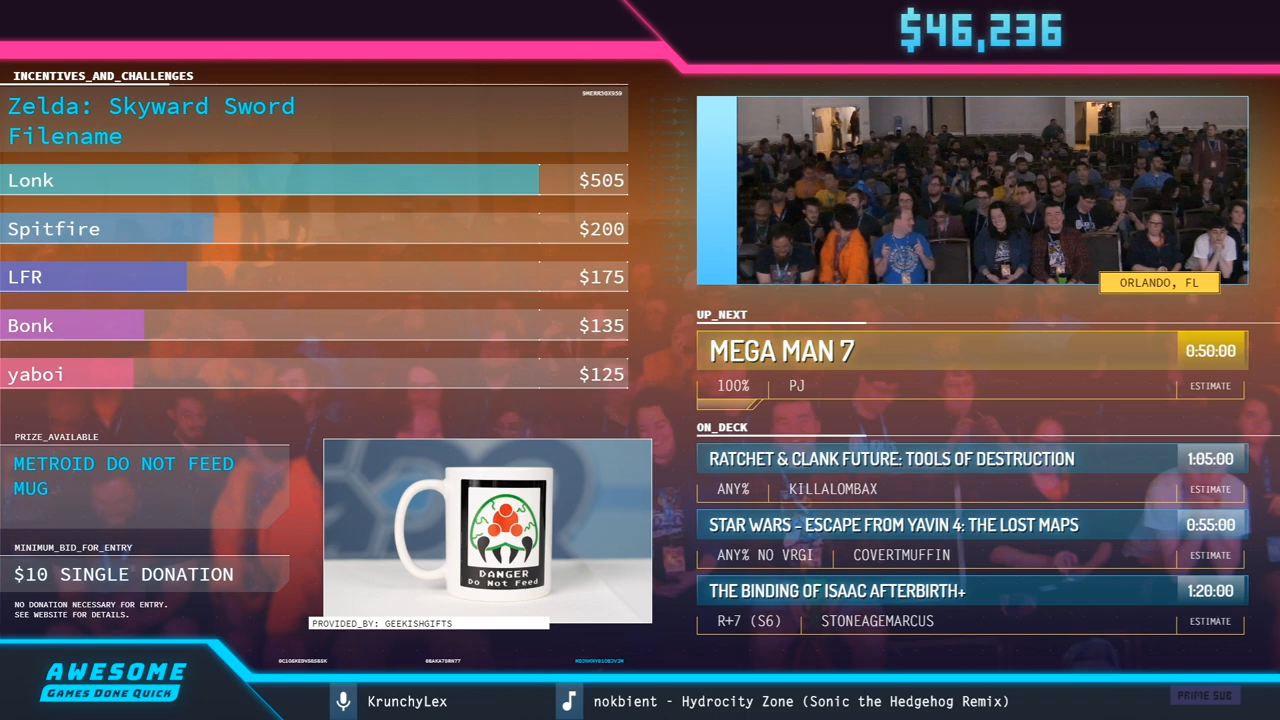 $46,236
INCENTIVES_AND_CHALLENGES
Zelda: Skyward Sword
Filename
Lonk $505
Spitfire $200
LFR $175
Bonk $135
yaboi $125
PRIZE_AVAILABLE
METROID DO NOT FEED
MUG
MINIMUM_BID_FOR_ENTRY
$10 SINGLE DONATION
NO DONATION NECESSARY FOR ENTRY.
SEE WEBSITE FOR DETAILS.
DANGER
Do Not Feed
PROVIDED_BY: GEEKISHGIFTS
ORLANDO, FL
UP_NEXT
MEGA MAN 7 0:50:00
100% PJ ESTIMATE
ON_DECK
RATCHET & CLANK FUTURE: TOOLS OF DESTRUCTION 1:05:00
ANY% KILLALOMBAX ESTIMATE
STAR WARS - ESCAPE FROM YAVIN 4: THE LOST MAPS 0:55:00
ANY% NO VRGI COVERTMUFFIN ESTIMATE
THE BINDING OF ISAAC AFTERBIRTH+ 1:20:00
R+7 (S6) STONEAGEMARCUS ESTIMATE
AWESOME
GAMES DONE QUICK
KrunchyLex
nokbient - Hydrocity Zone (Sonic the Hedgehog Remix)
PRIME SUB